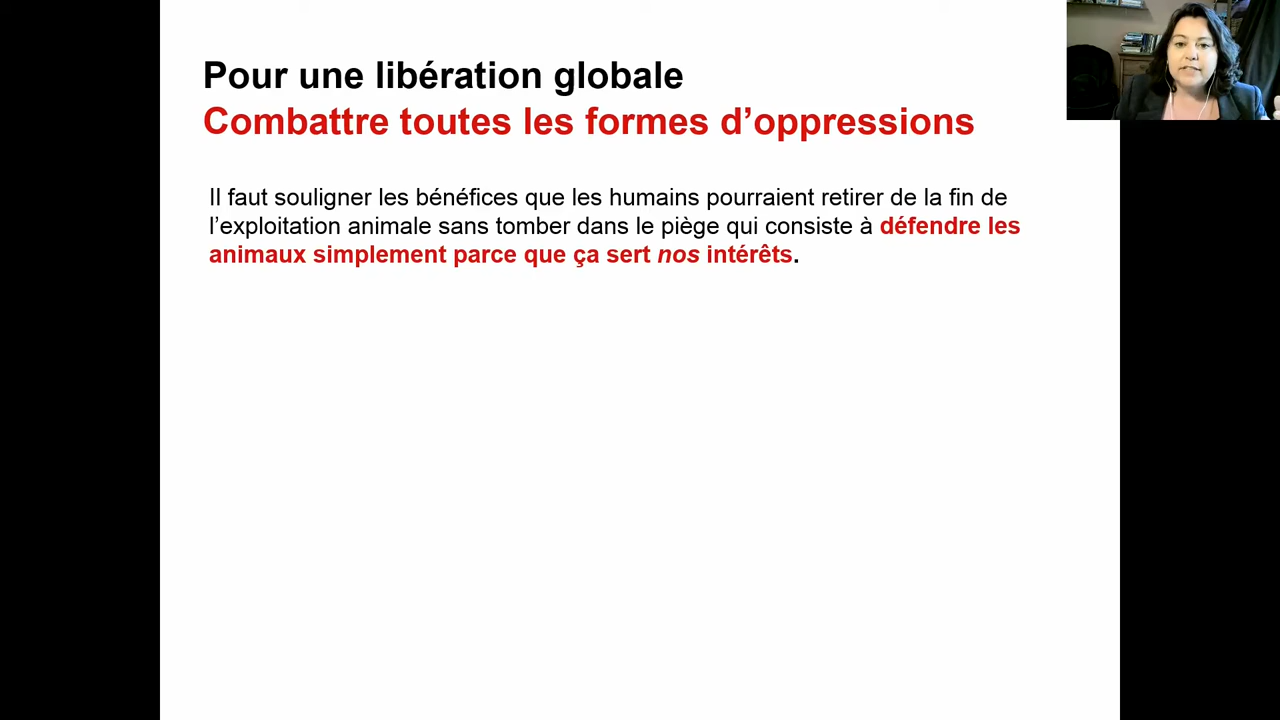 Pour une libération globale
Combattre toutes les formes d’oppressions
Il faut souligner les bénéfices que les humains pourraient retirer de la fin de
l’exploitation animale sans tomber dans le piège qui consiste à défendre les
animaux simplement parce que ça sert nos intérêts.